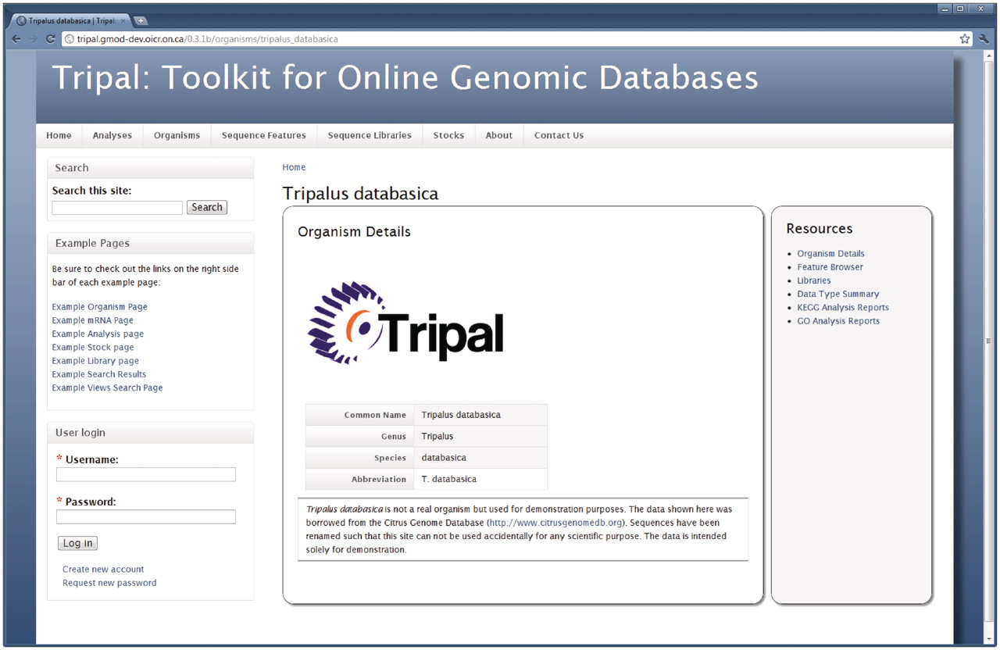 Tripalus databasica | Tripal:
tripal.gmod-dev.oicr.on.ca/0.3.1b/organisms/tripalus_databasica
Tripal: Toolkit for Online Genomic Databases
Home Analyses Organisms Sequence Features Sequence Libraries Stocks About Contact Us
Search
Search this site:
Search
Example Pages
Be sure to check out the links on the right side
bar of each example page:
Example Organism Page
Example mRNA Page
Example Analysis page
Example Stock page
Example Library page
Example Search Results
Example Views Search Page
User login
* Username:
* Password:
Log in
Create new account
Request new password
Home
Tripalus databasica
Organism Details
Tripal
Common Name Tripalus databasica
Genus Tripalus
Species databasica
Abbreviation T. databasica
Tripalus databasica is not a real organism but used for demonstration purposes. The data shown here was
borrowed from the Citrus Genome Database (http://www.citrusgenomedb.org). Sequences have been
renamed such that this site can not be used accidentally for any scientific purpose. The data is intended
solely for demonstration.
Resources
• Organism Details
• Feature Browser
• Libraries
• Data Type Summary
• KEGG Analysis Reports
• GO Analysis Reports